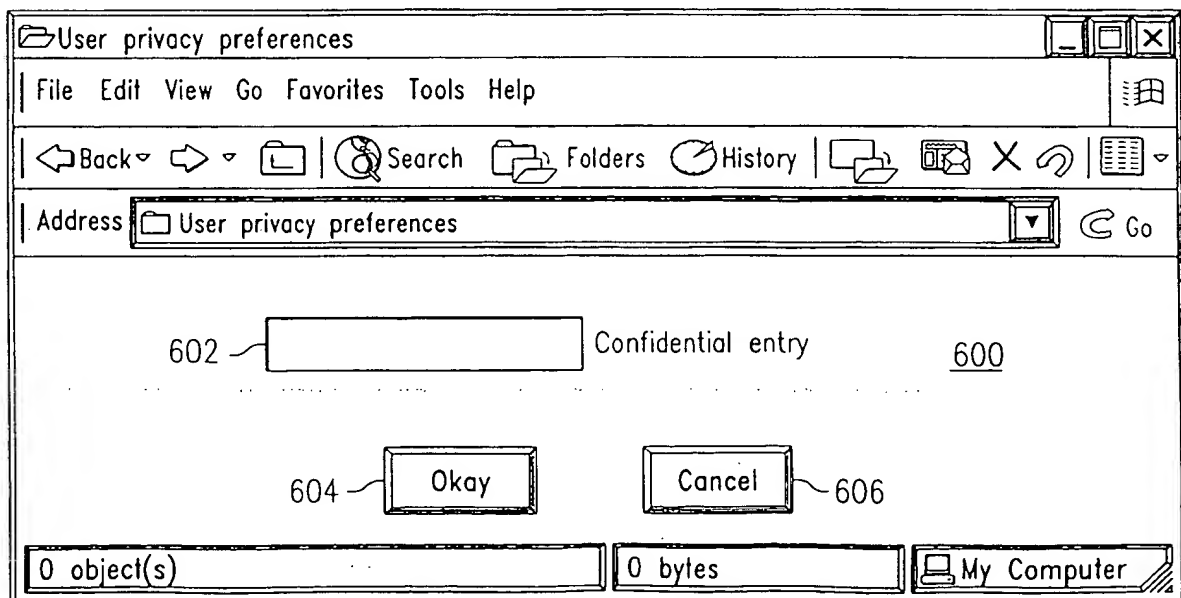 User privacy preferences
File Edit View Go Favorites Tools Help
Back Search Folders History
Address User privacy preferences Go
602 Confidential entry 600
604 Okay Cancel 606
0 object(s) 0 bytes My Computer